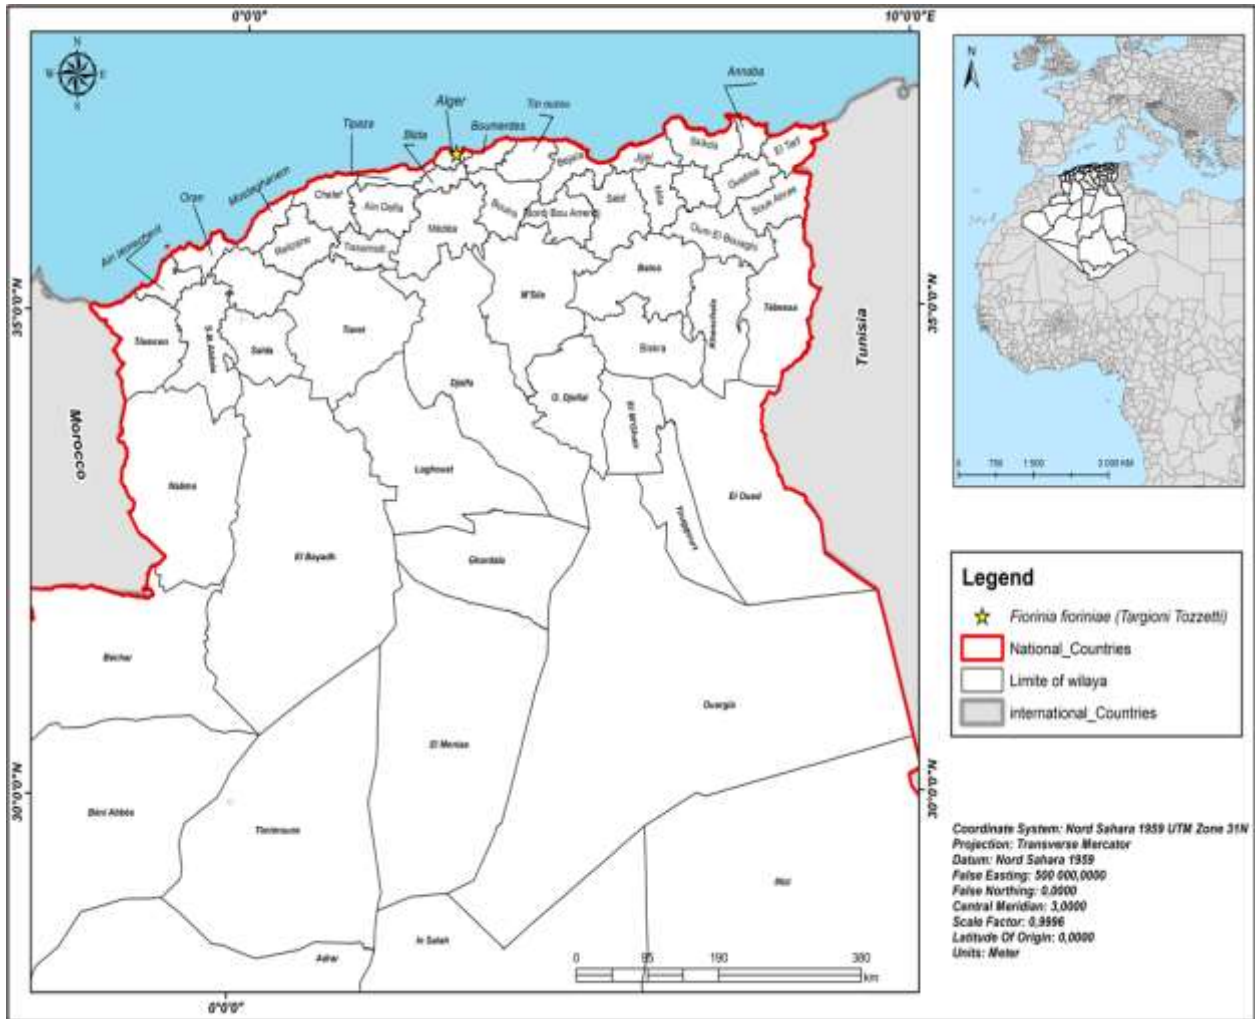 0°0'0"
10°0'0"E
N
W
E
S
Annaba
Alger
Tizi ouzou
Tipaza
Blida
Boumerdes
Skikda
El Tarf
Bejaia
Jijel
Mostaghanem
Oran
Chelef
Guelma
Ain Defla
Setif
Mila
Souk Ahras
Médéa
Bouira
Bordj Bou Arreridj
Ain temouchent
Relizane
Tissemsilt
Oum El Bouaghi
Batna
M'Sila
Khenchela
Tébessa
35°0'0"N
35°0'0"N
Tiaret
Tlemcen
S.B. Abbés
Saida
Biskra
Tunisia
Djelfa
O. Djellal
El M'Ghair
Morocco
Laghouat
Naâma
El Oued
Touggourt
El Bayadh
Ghardaia
Béchar
Ouargla
El Meniaa
30°0'0"N
30°0'0"N
Béni Abbés
Timimoune
Illizi
In Salah
Adrar
0 95 190 380
km
0°0'0"
N
0 750 1 500 3 000 KM
Legend
Fiorinia fioriniae (Targioni Tozzetti)
National_Countries
Limite of wilaya
international_Countries
Coordinate System: Nord Sahara 1959 UTM Zone 31N
Projection: Transverse Mercator
Datum: Nord Sahara 1959
False Easting: 500 000,0000
False Northing: 0,0000
Central Meridian: 3,0000
Scale Factor: 0,9996
Latitude Of Origin: 0,0000
Units: Meter